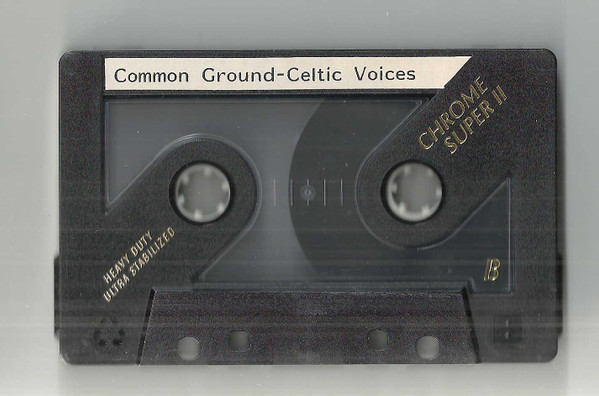 Common Ground-Celtic Voices
CHROME
SUPER II
HEAVY DUTY
ULTRA STABILIZED
B